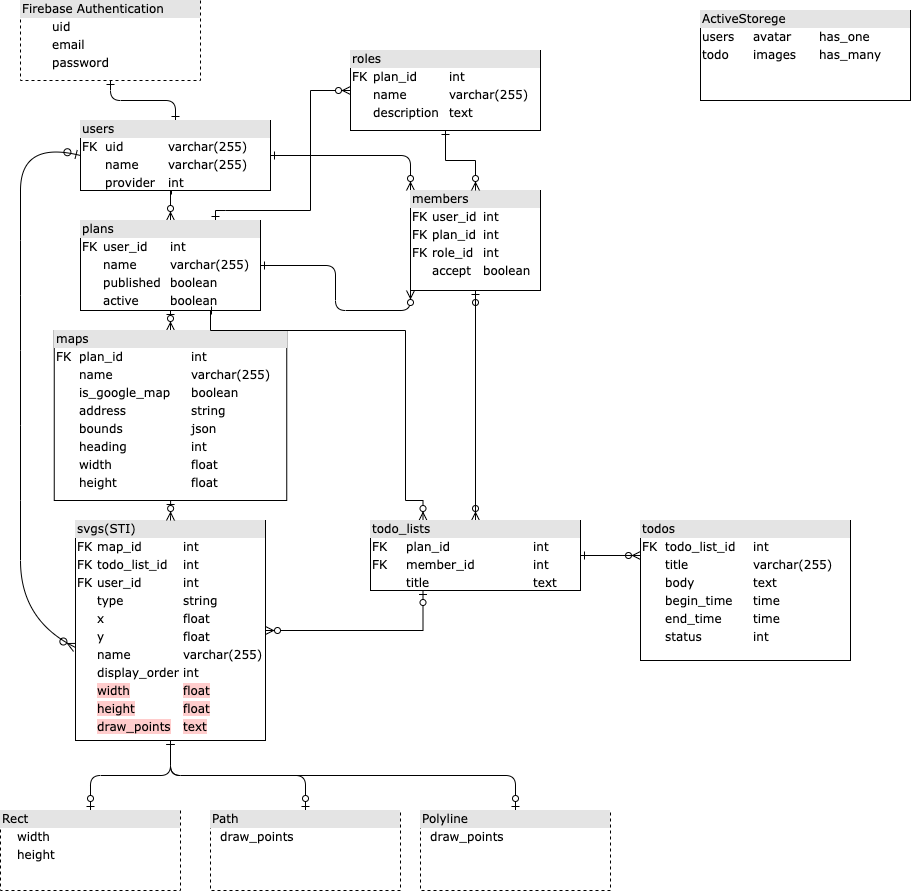 Firebase Authentication
uid
email
password
ActiveStorege
users avatar has_one
todo images has_many
roles
FK plan_id int
name varchar(255)
description text
users
FK uid varchar(255)
name varchar(255)
provider int
members
FK user_id int
FK plan_id int
FK role_id int
accept boolean
plans
FK user_id int
name varchar(255)
published boolean
active boolean
maps
FK plan_id int
name varchar(255)
is_google_map boolean
address string
bounds json
heading int
width float
height float
svgs(STI)
FK map_id int
FK todo_list_id int
FK user_id int
type string
x float
y float
name varchar(255)
display_order int
width float
height float
draw_points text
todo_lists
FK plan_id int
FK member_id int
title text
todos
FK todo_list_id int
title varchar(255)
body text
begin_time time
end_time time
status int
Rect
width
height
Path
draw_points
Polyline
draw_points